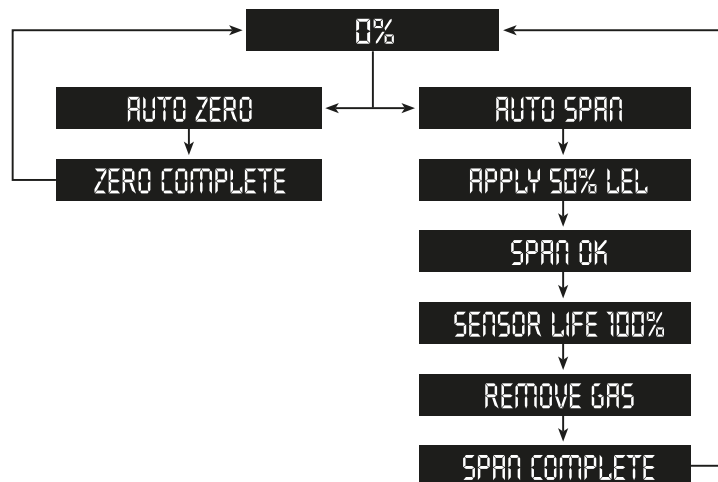 0%
AUTO ZERO
AUTO SPAN
ZERO COMPLETE
APPLY 50% LEL
SPAN OK
SENSOR LIFE 100%
REMOVE GAS
SPAN COMPLETE